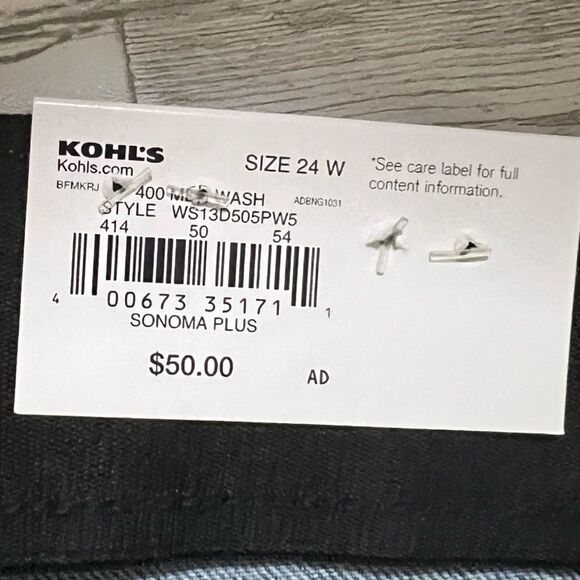 KOHL'S
Kohls.com
SIZE 24 W
*See care label for full
content information.
BFMKRJ
400 MED WASH
ADBNG1031
STYLE WS13D505PW5
414 50 54
4 00673 35171 1
SONOMA PLUS
$50.00
AD